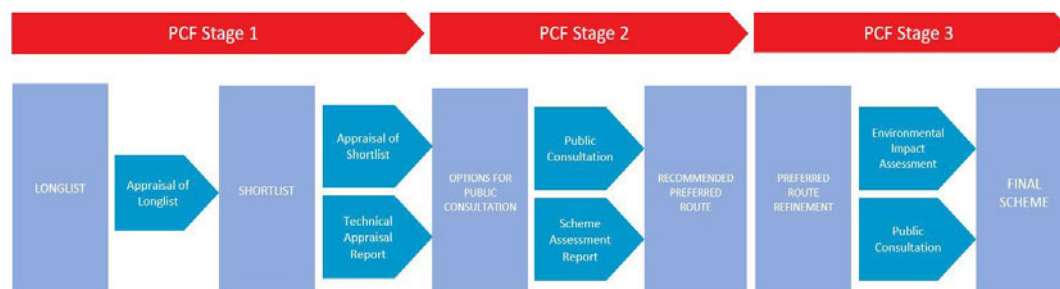 PCF Stage 1
PCF Stage 2
PCF Stage 3
LONGLIST
Appraisal of
Longlist
SHORTLIST
Appraisal of
Shortlist
Technical
Appraisal
Report
OPTIONS FOR
PUBLIC
CONSULTATION
Public
Consultation
Scheme
Assessment
Report
RECOMMENDED
PREFERRED
ROUTE
PREFERRED
ROUTE
REFINEMENT
Environmental
Impact
Assessment
Public
Consultation
FINAL
SCHEME